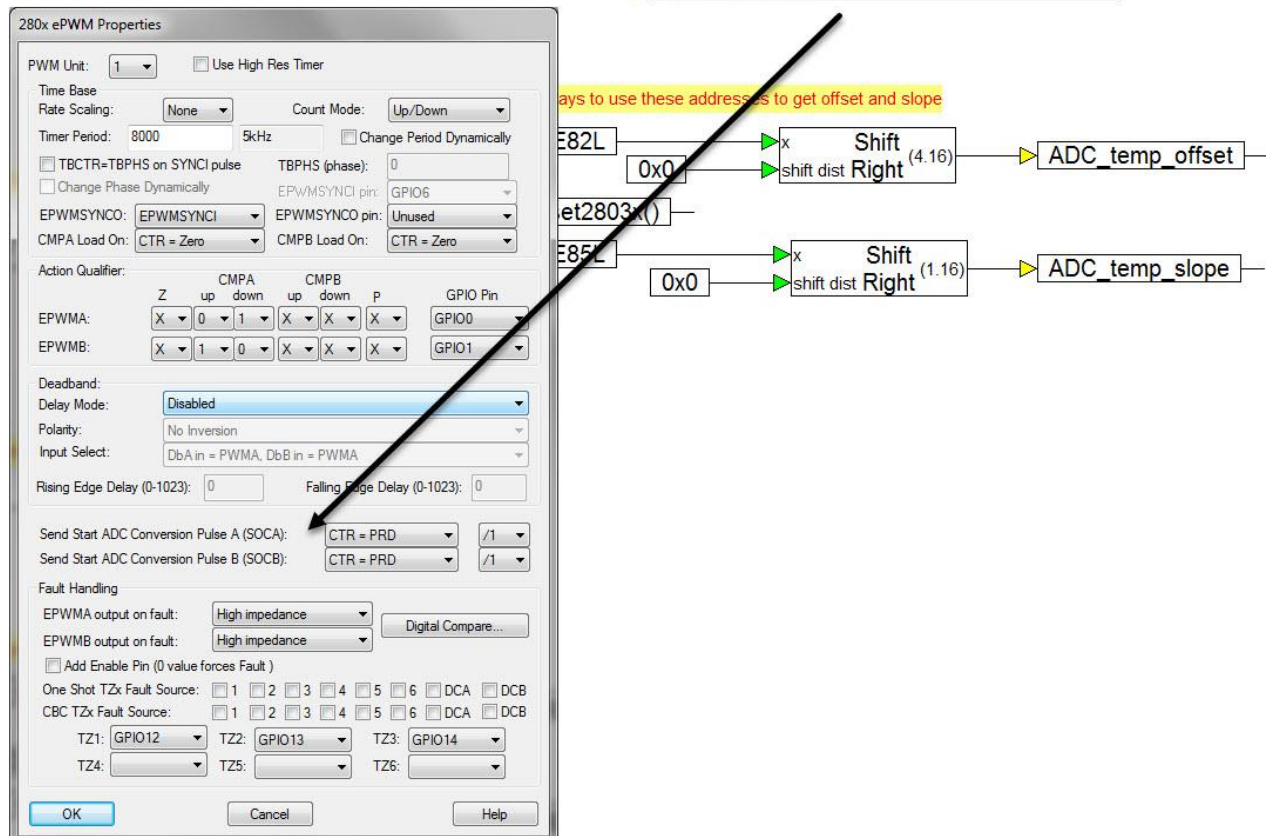 280x ePWM Properties
PWM Unit: 1 Use High Res Timer
Time Base
Rate Scaling: None Count Mode: Up/Down
Timer Period: 8000 5kHz Change Period Dynamically
TBCTR=TBPHS on SYNCI pulse TBPHS (phase): 0
Change Phase Dynamically EPWMSYNCI pin: GPIO6
EPWMSYNCO: EPWMSYNCI EPWMSYNCO pin: Unused
CMPA Load On: CTR = Zero CMPB Load On: CTR = Zero
Action Qualifier:
CMPA CMPB
Z up down up down P GPIO Pin
EPWMA: X 0 1 X X X GPIO0
EPWMB: X 1 0 X X X GPIO1
Deadband:
Delay Mode: Disabled
Polarity: No Inversion
Input Select: DbA in = PWMA, DbB in = PWMA
Rising Edge Delay (0-1023): 0 Falling Edge Delay (0-1023): 0
Send Start ADC Conversion Pulse A (SOCA): CTR = PRD /1
Send Start ADC Conversion Pulse B (SOCB): CTR = PRD /1
Fault Handling
EPWMA output on fault: High impedance
EPWMB output on fault: High impedance
Digital Compare...
Add Enable Pin (0 value forces Fault )
One Shot TZx Fault Source: 1 2 3 4 5 6 DCA DCB
CBC TZx Fault Source: 1 2 3 4 5 6 DCA DCB
TZ1: GPIO12 TZ2: GPIO13 TZ3: GPIO14
TZ4: TZ5: TZ6:
OK Cancel Help
ays to use these addresses to get offset and slope
E82L
0x0
x
shift dist
Shift
Right (4.16)
ADC_temp_offset
et2803x()
E85L
0x0
x
shift dist
Shift
Right (1.16)
ADC_temp_slope